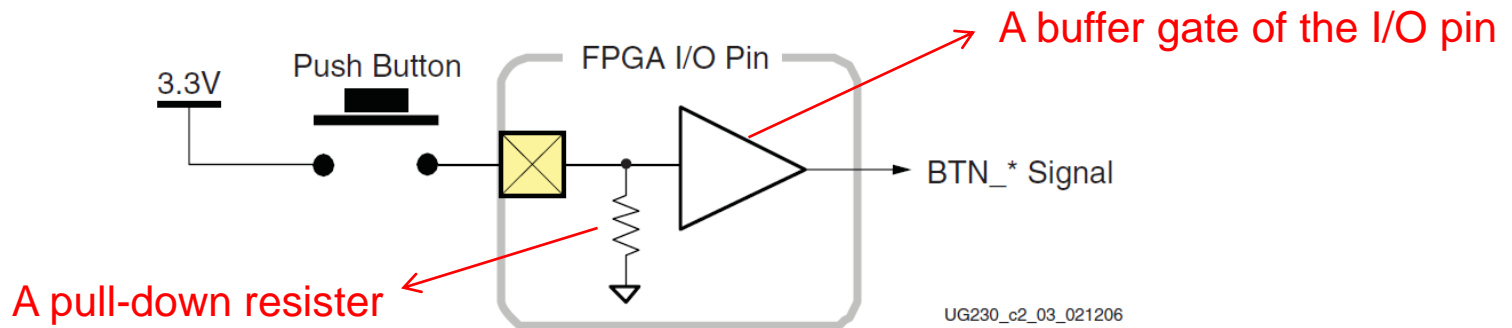 A buffer gate of the I/O pin
FPGA I/O Pin
Push Button
3.3V
BTN_* Signal
A pull-down resister
UG230_c2_03_021206